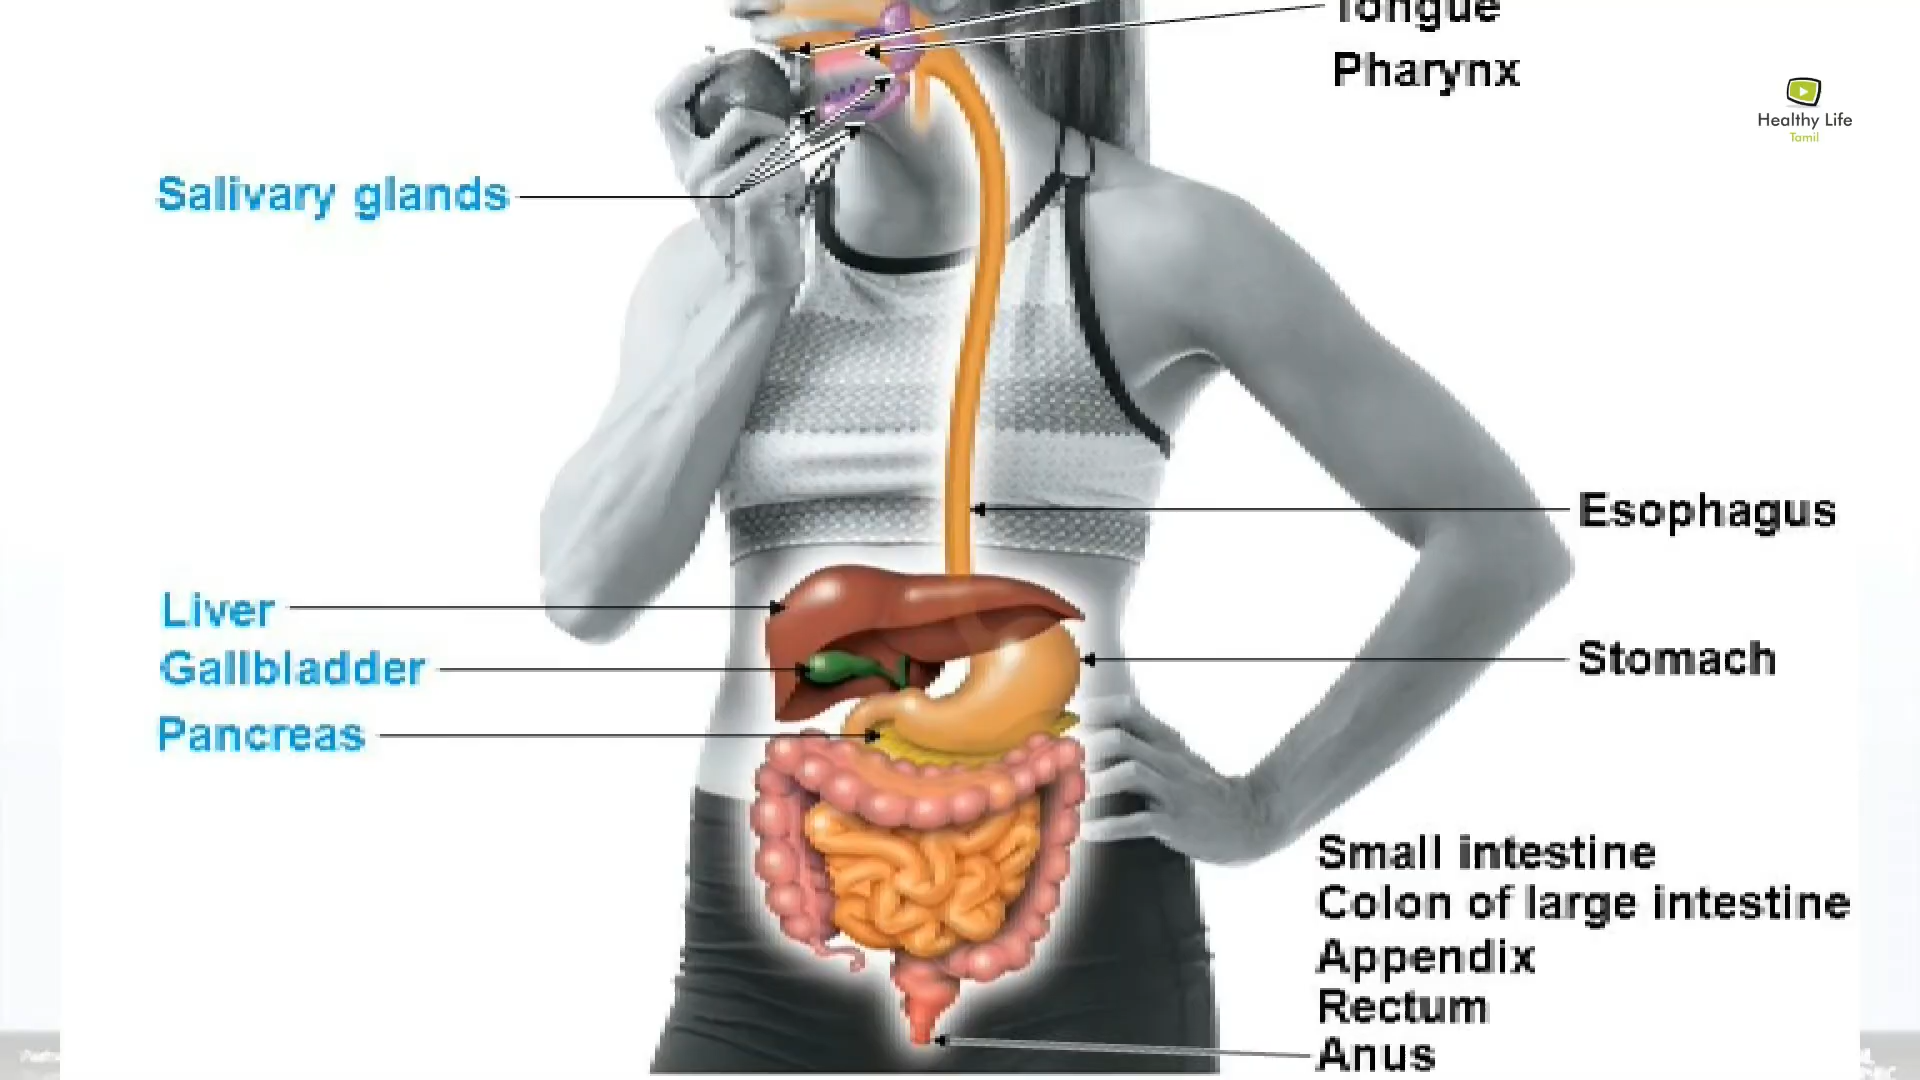 Tongue
Pharynx
Healthy Life
Tamil
Salivary glands
Esophagus
Liver
Gallbladder
Stomach
Pancreas
Small intestine
Colon of large intestine
Appendix
Rectum
Anus